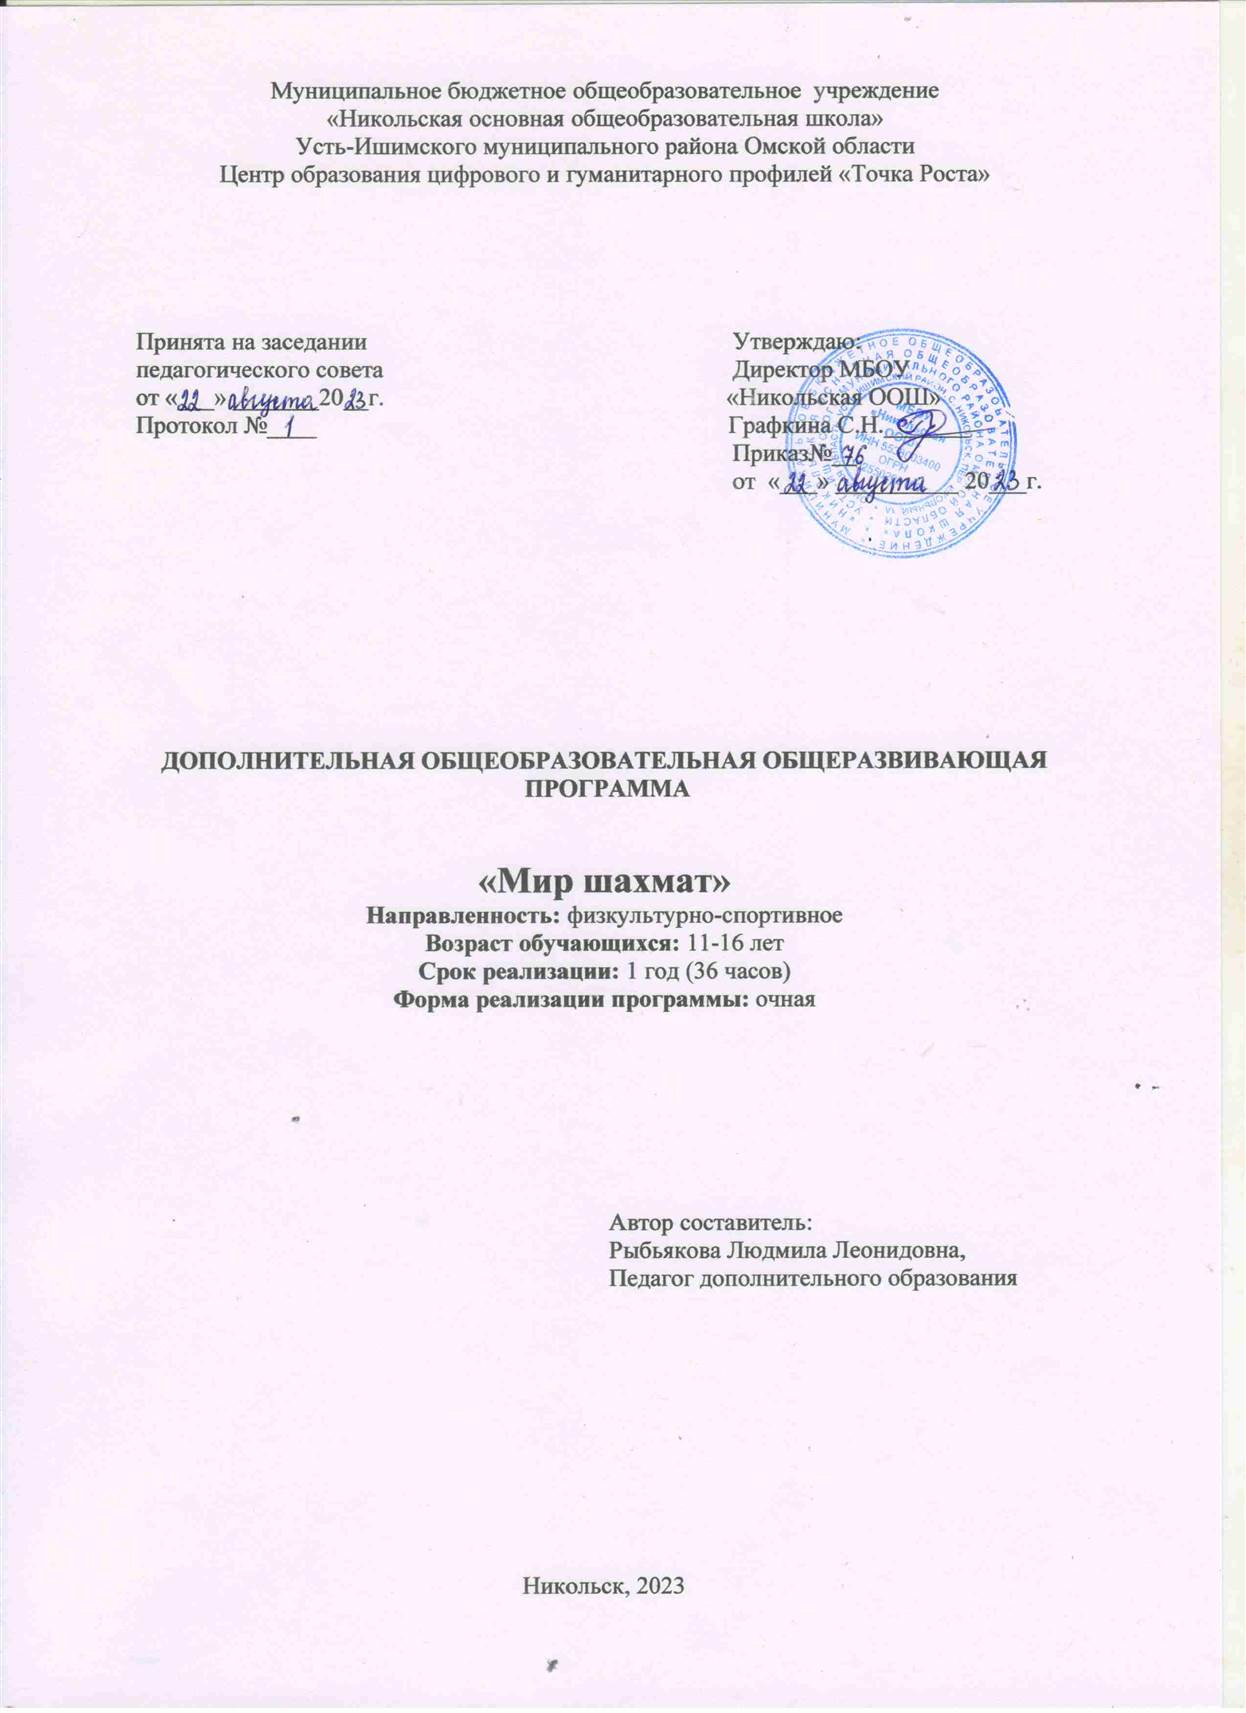 Муниципальное бюджетное общеобразовательное учреждение
«Никольская основная общеобразовательная школа»
Усть-Ишимского муниципального района Омской области
Центр образования цифрового и гуманитарного профилей «Точка Роста»
Принята на заседании
педагогического совета
от «22» августа 2023г.
Протокол № 1
Утверждаю:
Директор МБОУ
«Никольская ООШ»
Графкина С.Н.
Приказ№ 76
от «22» августа 2023 г.
ДОПОЛНИТЕЛЬНАЯ ОБЩЕОБРАЗОВАТЕЛЬНАЯ ОБЩЕРАЗВИВАЮЩАЯ
ПРОГРАММА
«Мир шахмат»
Направленность: физкультурно-спортивное
Возраст обучающихся: 11-16 лет
Срок реализации: 1 год (36 часов)
Форма реализации программы: очная
Автор составитель:
Рыбьякова Людмила Леонидовна,
Педагог дополнительного образования
Никольск, 2023